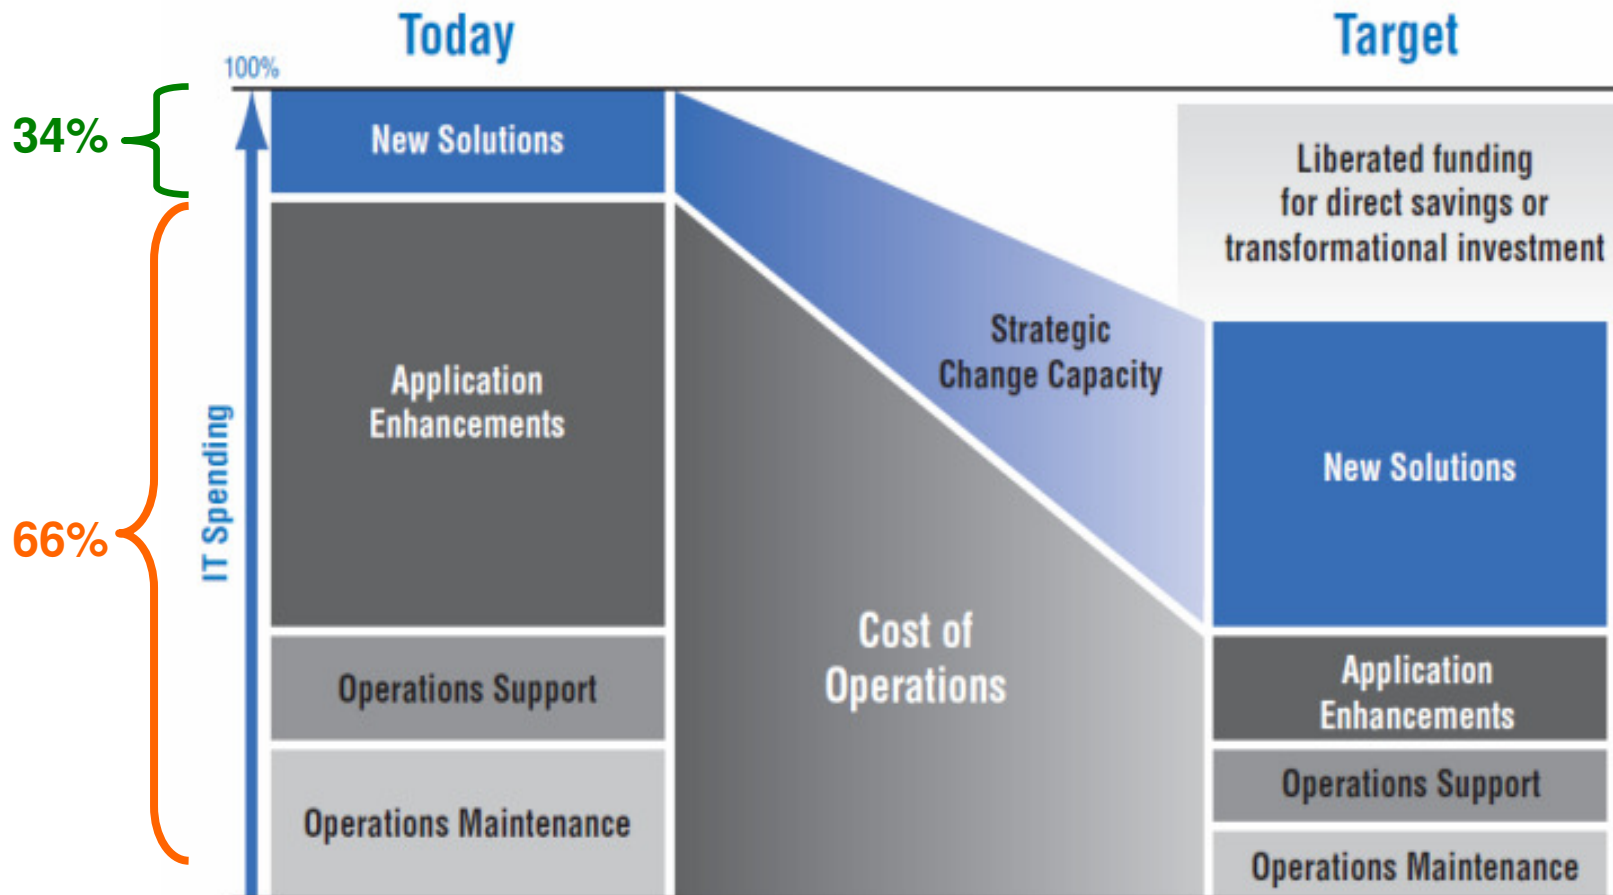 Today
Target
100%
34%
66%
IT Spending
New Solutions
Application
Enhancements
Operations Support
Operations Maintenance
Strategic
Change Capacity
Cost of
Operations
Liberated funding
for direct savings or
transformational investment
New Solutions
Application
Enhancements
Operations Support
Operations Maintenance